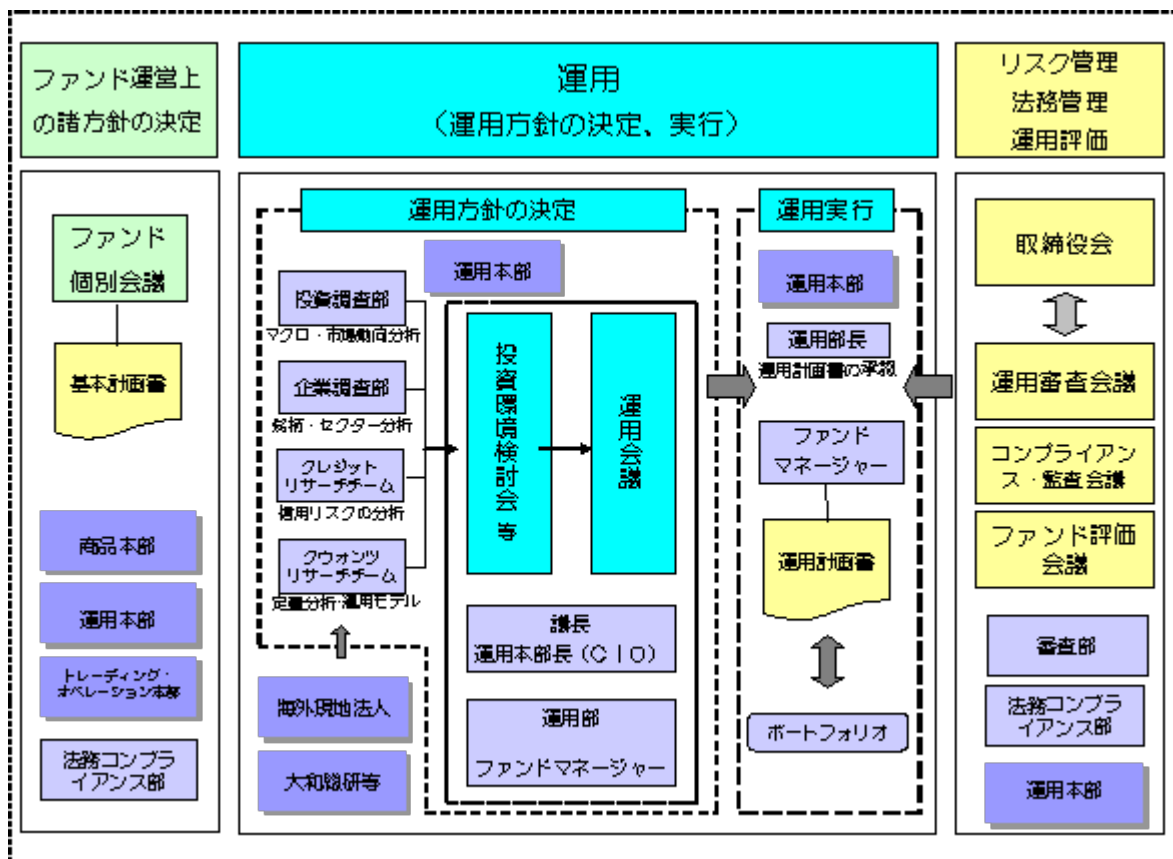 ファンド運営上
の諸方針の決定
運用
（運用方針の決定、実行）
リスク管理
法務管理
運用評価
ファンド
個別会議
基本計画書
商品本部
運用本部
トレーディング・
オペレーション本部
法務コンプラ
イアンス部
運用方針の決定
運用本部
投資調査部
マクロ・市場動向分析
企業調査部
銘柄・セクター分析
クレジット
リサーチチーム
信用リスクの分析
クウォンツ
リサーチチーム
定量分析・運用モデル
海外現地法人
大和総研等
投資環境検討会 等
運用会議
議長
運用本部長（ＣＩＯ）
運用部
ファンドマネージャー
運用実行
運用本部
運用部長
運用計画書の承認
ファンド
マネージャー
運用計画書
ポートフォリオ
取締役会
運用審査会議
コンプライアン
ス・監査会議
ファンド評価
会議
審査部
法務コンプラ
イアンス部
運用本部